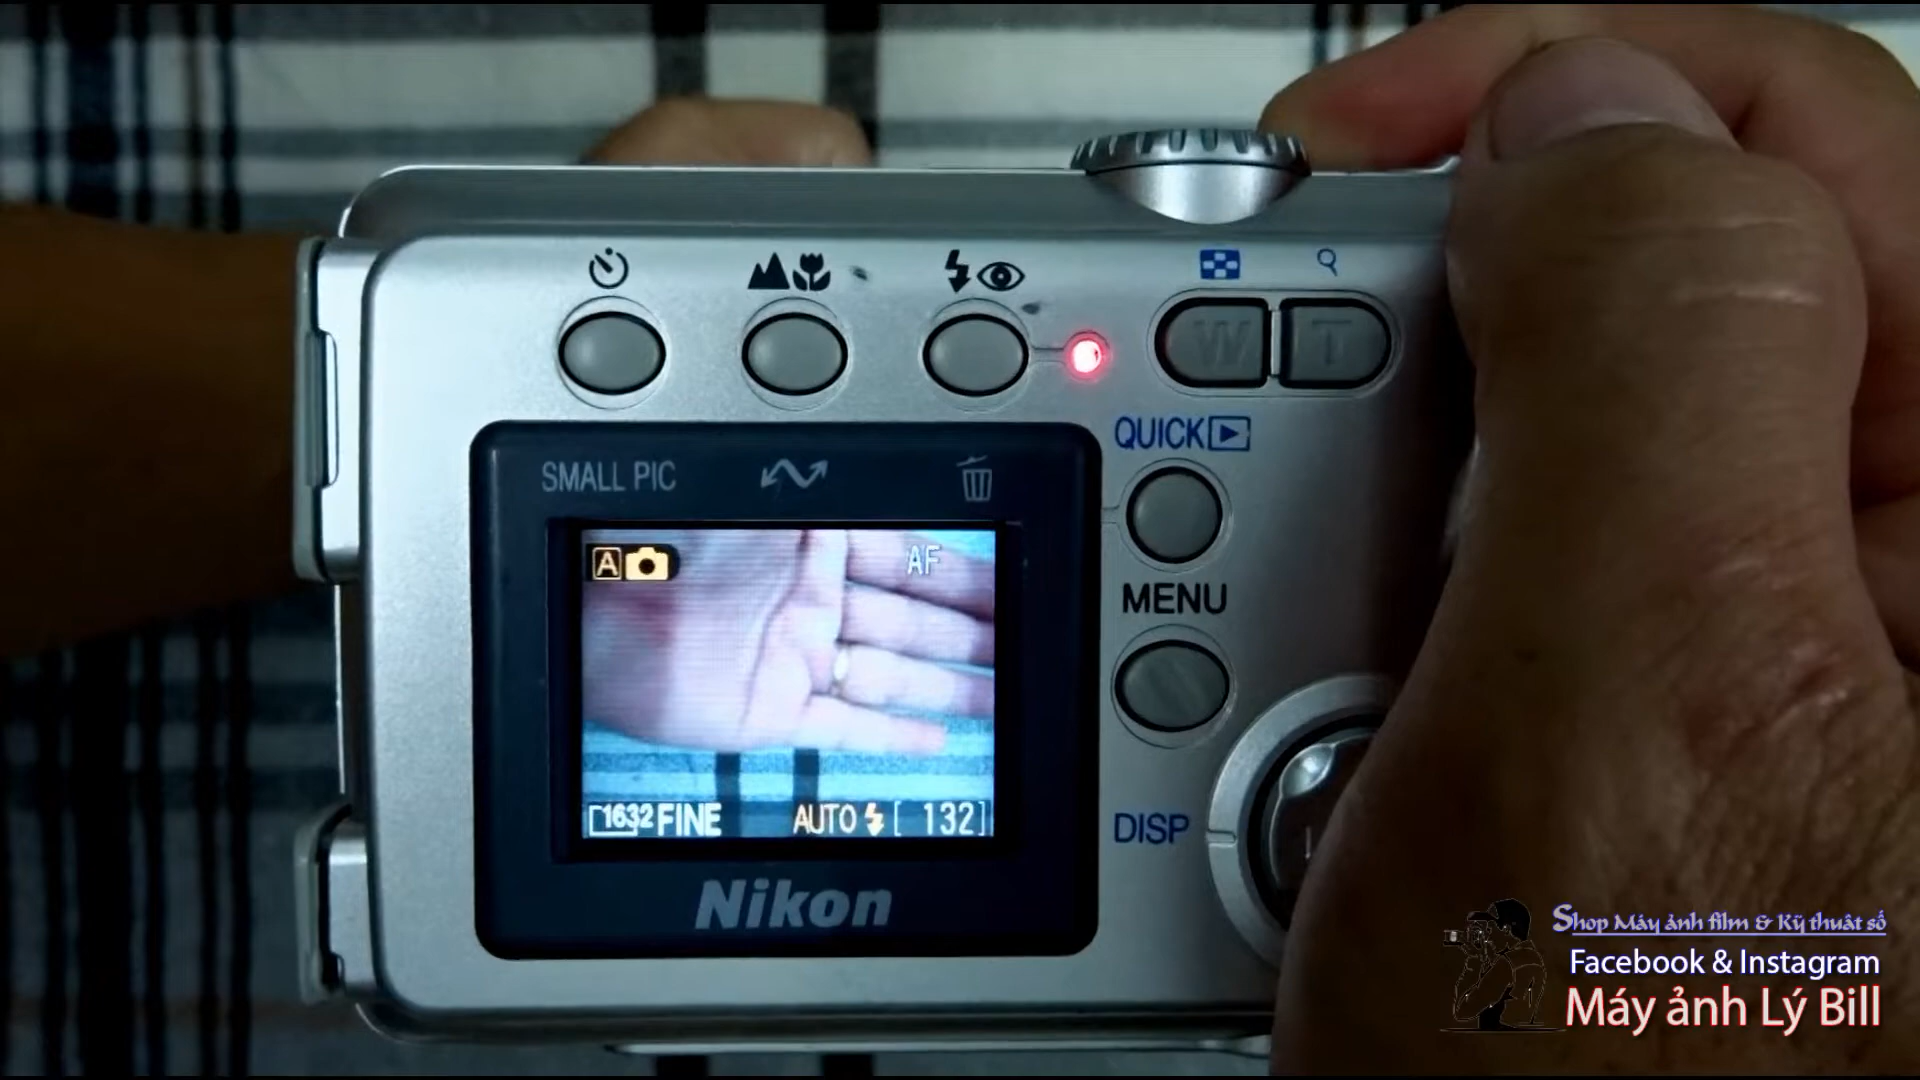 W T
QUICK
SMALL PIC
A AF
MENU
1632 FINE AUTO [ 132]
DISP
Nikon
Shop Máy ảnh film & Kỹ thuật số
Facebook & Instagram
Máy ảnh Lý Bill